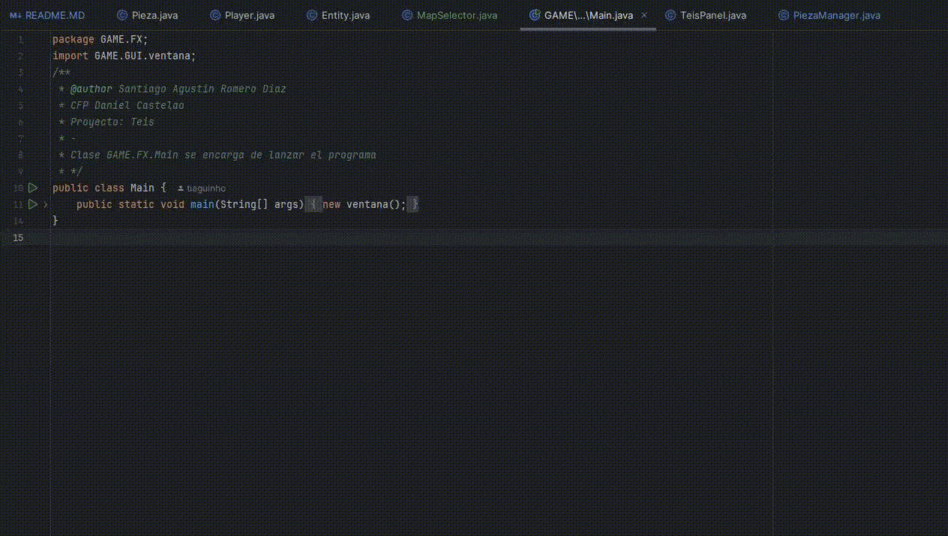 README.MD Pieza.java Player.java Entity.java MapSelector.java GAME\...\Main.java × TeisPanel.java PiezaManager.java
1 package GAME.FX;
2 import GAME.GUI.ventana;
3 /**
4 * @author Santiago Agustin Romero Diaz
5 * CFP Daniel Castelao
6 * Proyecto: Teis
7 * -
8 * Clase GAME.FX.Main se encarga de lanzar el programa
9 * */
10 public class Main { tiaguinho
11 public static void main(String[] args) { new ventana(); }
14 }
15